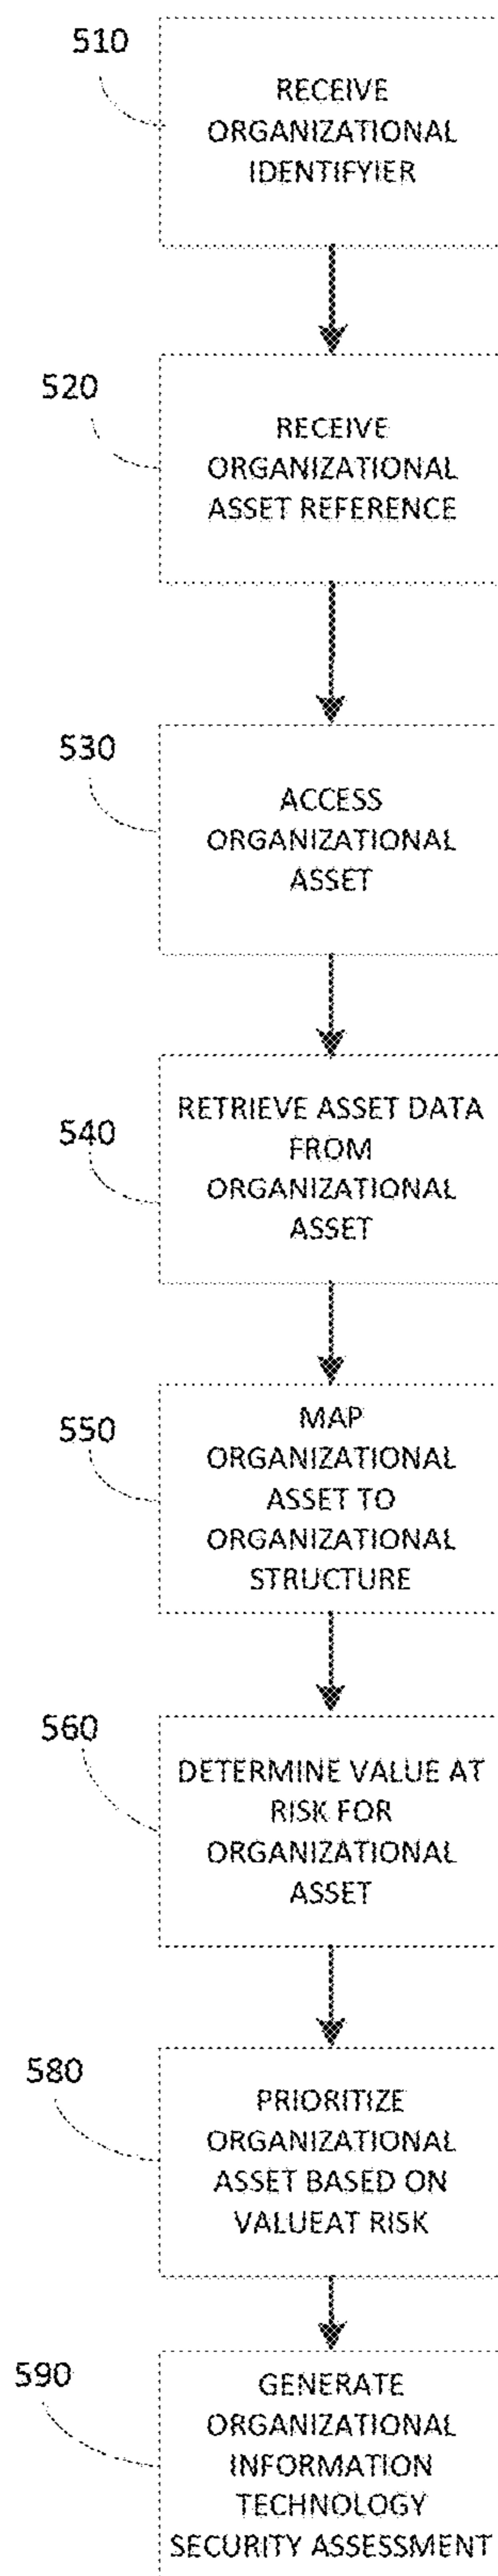 510
RECEIVE
ORGANIZATIONAL
IDENTIFYIER
520
RECEIVE
ORGANIZATIONAL
ASSET REFERENCE
530
ACCESS
ORGANIZATIONAL
ASSET
540
RETRIEVE ASSET DATA
FROM
ORGANIZATIONAL
ASSET
550
MAP
ORGANIZATIONAL
ASSET TO
ORGANIZATIONAL
STRUCTURE
560
DETERMINE VALUE AT
RISK FOR
ORGANIZATIONAL
ASSET
580
PRIORITIZE
ORGANIZATIONAL
ASSET BASED ON
VALUEAT RISK
590
GENERATE
ORGANIZATIONAL
INFORMATION
TECHNOLOGY
SECURITY ASSESSMENT